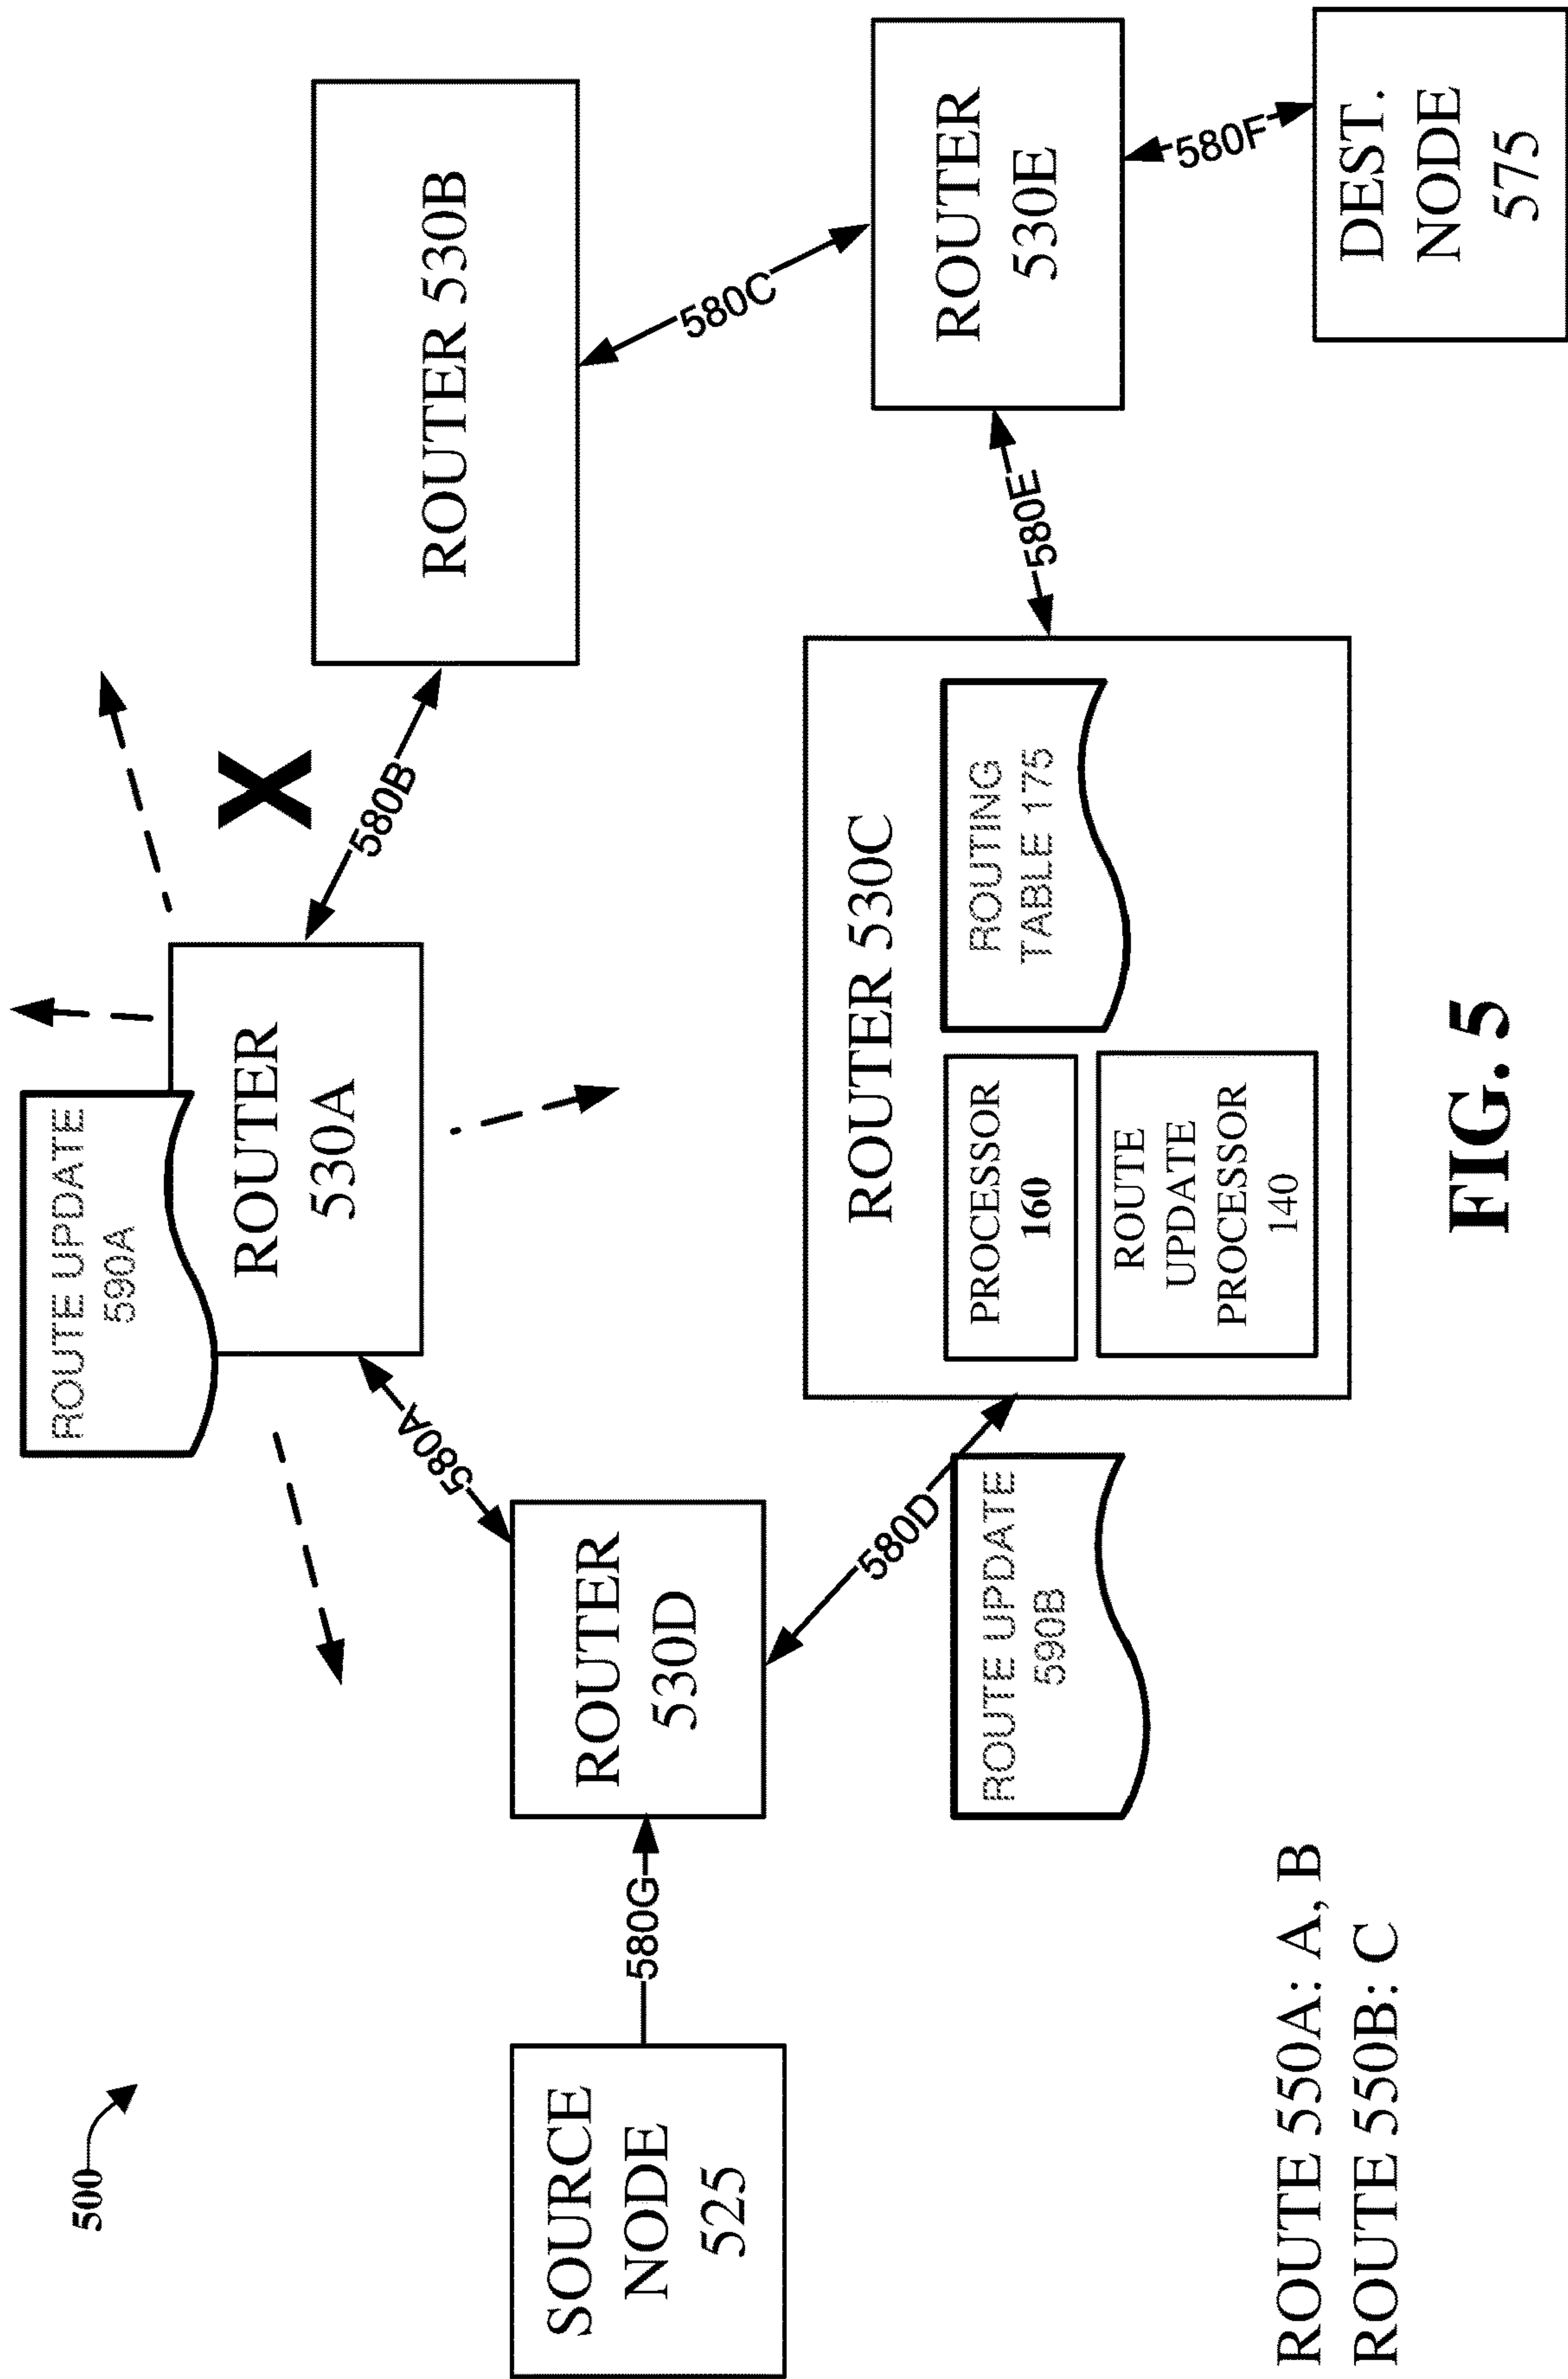 500
ROUTE UPDATE
590A
ROUTER
530A
X
580B
ROUTER 530B
580A
580C
SOURCE
NODE
525
580G
ROUTER
530D
580D
ROUTE UPDATE
590B
ROUTER 530C
PROCESSOR
160
ROUTE
UPDATE
PROCESSOR
140
ROUTING
TABLE 175
580E
ROUTER
530E
580F
DEST.
NODE
575
ROUTE 550A: A, B
ROUTE 550B: C
FIG. 5